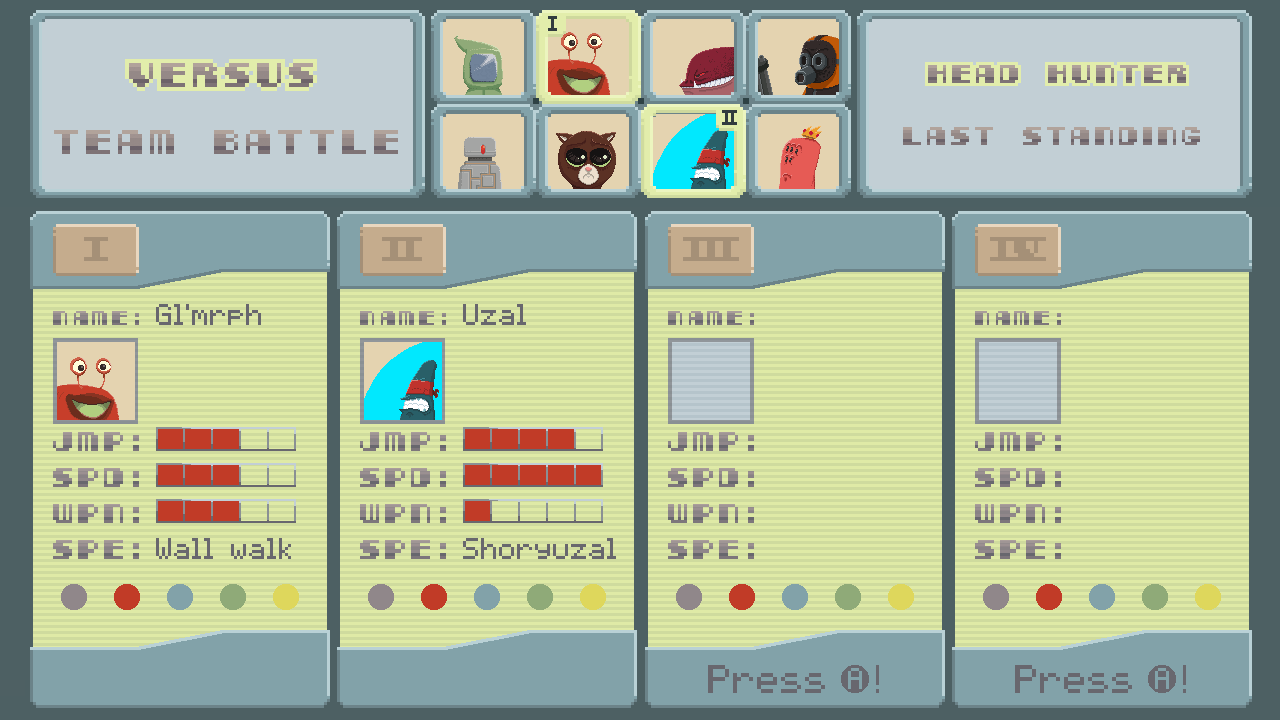 VERSUS
TEAM BATTLE
I
II
HEAD HUNTER
LAST STANDING
I
NAME: Gl'mrph
JMP:
SPD:
WPN:
SPE: Wall walk
II
NAME: Uzal
JMP:
SPD:
WPN:
SPE: Shoryuzal
III
NAME:
JMP:
SPD:
WPN:
SPE:
Press A!
IV
NAME:
JMP:
SPD:
WPN:
SPE:
Press A!